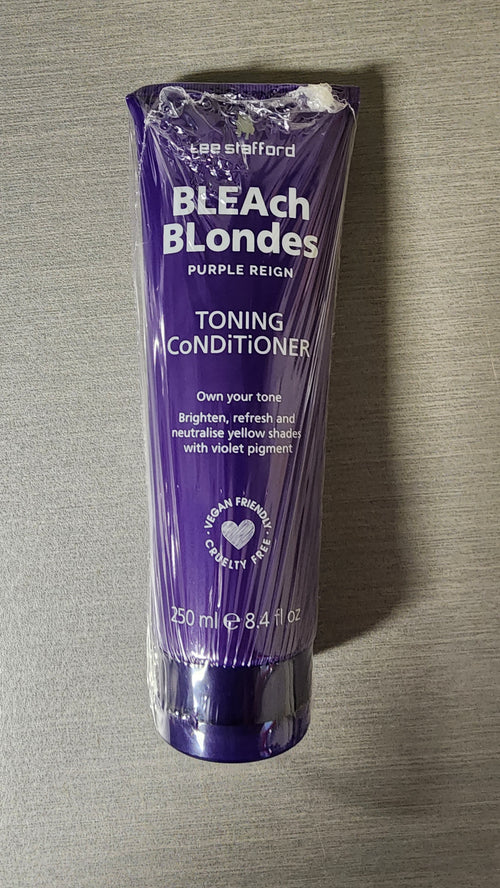 Lee Stafford
BLEAch
BLondes
PURPLE REIGN
TONING
CoNDiTiONER
Own your tone
Brighten, refresh and
neutralise yellow shades
with violet pigment
VEGAN FRIENDLY
CRUELTY FREE
250 ml ℮ 8.4 fl oz